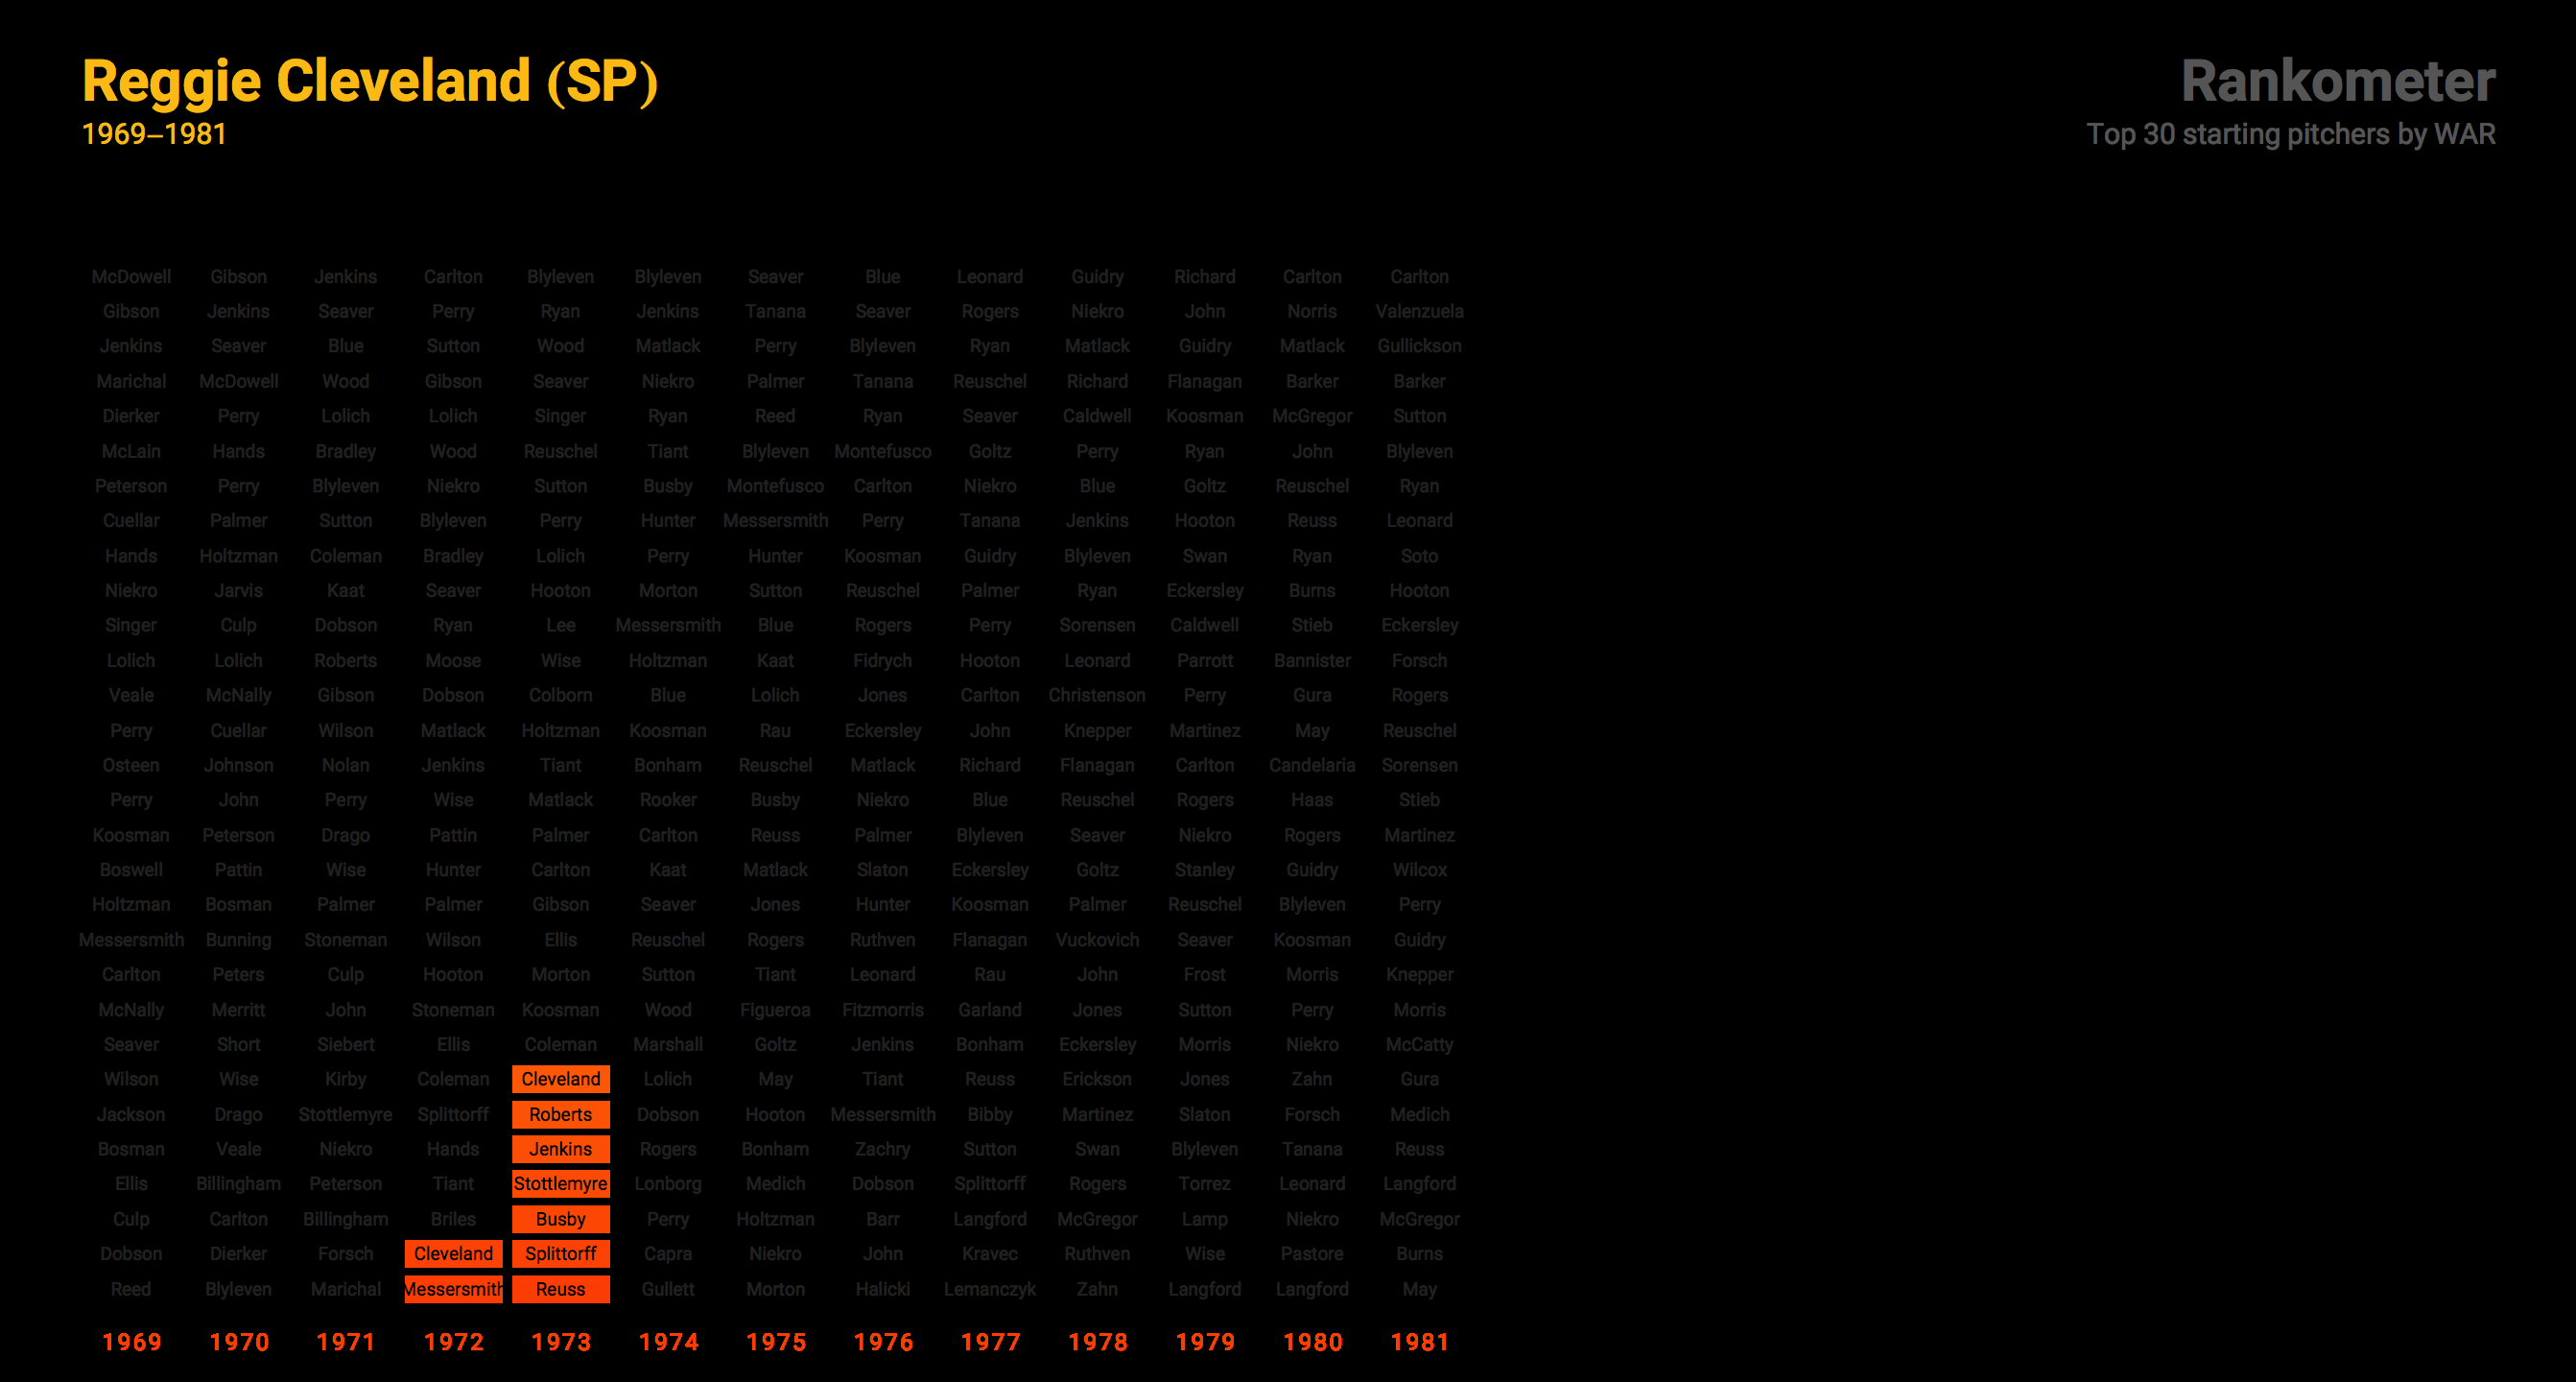 Reggie Cleveland (SP)
1969–1981
Rankometer
Top 30 starting pitchers by WAR
McDowell Gibson Jenkins Carlton Blyleven Blyleven Seaver Blue Leonard Guidry Richard Carlton Carlton
Gibson Jenkins Seaver Perry Ryan Jenkins Tanana Seaver Rogers Niekro John Norris Valenzuela
Jenkins Seaver Blue Sutton Wood Matlack Perry Blyleven Ryan Matlack Guidry Matlack Gullickson
Marichal McDowell Wood Gibson Seaver Niekro Palmer Tanana Reuschel Richard Flanagan Barker Barker
Dierker Perry Lolich Lolich Singer Ryan Reed Ryan Seaver Caldwell Koosman McGregor Sutton
McLain Hands Bradley Wood Reuschel Tiant Blyleven Montefusco Goltz Perry Ryan John Blyleven
Peterson Perry Blyleven Niekro Sutton Busby Montefusco Carlton Niekro Blue Goltz Reuschel Ryan
Cuellar Palmer Sutton Blyleven Perry Hunter Messersmith Perry Tanana Jenkins Hooton Reuss Leonard
Hands Holtzman Coleman Bradley Lolich Perry Hunter Koosman Guidry Blyleven Swan Ryan Soto
Niekro Jarvis Kaat Seaver Hooton Morton Sutton Reuschel Palmer Ryan Eckersley Burns Hooton
Singer Culp Dobson Ryan Lee Messersmith Blue Rogers Perry Sorensen Caldwell Stieb Eckersley
Lolich Lolich Roberts Moose Wise Holtzman Kaat Fidrych Hooton Leonard Parrott Bannister Forsch
Veale McNally Gibson Dobson Colborn Blue Lolich Jones Carlton Christenson Perry Gura Rogers
Perry Cuellar Wilson Matlack Holtzman Koosman Rau Eckersley John Knepper Martinez May Reuschel
Osteen Johnson Nolan Jenkins Tiant Bonham Reuschel Matlack Richard Flanagan Carlton Candelaria Sorensen
Perry John Perry Wise Matlack Rooker Busby Niekro Blue Reuschel Rogers Haas Stieb
Koosman Peterson Drago Pattin Palmer Carlton Reuss Palmer Blyleven Seaver Niekro Rogers Martinez
Boswell Pattin Wise Hunter Carlton Kaat Matlack Slaton Eckersley Goltz Stanley Guidry Wilcox
Holtzman Bosman Palmer Palmer Gibson Seaver Jones Hunter Koosman Palmer Reuschel Blyleven Perry
Messersmith Bunning Stoneman Wilson Ellis Reuschel Rogers Ruthven Flanagan Vuckovich Seaver Koosman Guidry
Carlton Peters Culp Hooton Morton Sutton Tiant Leonard Rau John Frost Morris Knepper
McNally Merritt John Stoneman Koosman Wood Figueroa Fitzmorris Garland Jones Sutton Perry Morris
Seaver Short Siebert Ellis Coleman Marshall Goltz Jenkins Bonham Eckersley Morris Niekro McCatty
Wilson Wise Kirby Coleman Cleveland Lolich May Tiant Reuss Erickson Jones Zahn Gura
Jackson Drago Stottlemyre Splittorff Roberts Dobson Hooton Messersmith Bibby Martinez Slaton Forsch Medich
Bosman Veale Niekro Hands Jenkins Rogers Bonham Zachry Sutton Swan Blyleven Tanana Reuss
Ellis Billingham Peterson Tiant Stottlemyre Lonborg Medich Dobson Splittorff Rogers Torrez Leonard Langford
Culp Carlton Billingham Briles Busby Perry Holtzman Barr Langford McGregor Lamp Niekro McGregor
Dobson Dierker Forsch Cleveland Splittorff Capra Niekro John Kravec Ruthven Wise Pastore Burns
Reed Blyleven Marichal Messersmith Reuss Gullett Morton Halicki Lemanczyk Zahn Langford Langford May
1969 1970 1971 1972 1973 1974 1975 1976 1977 1978 1979 1980 1981